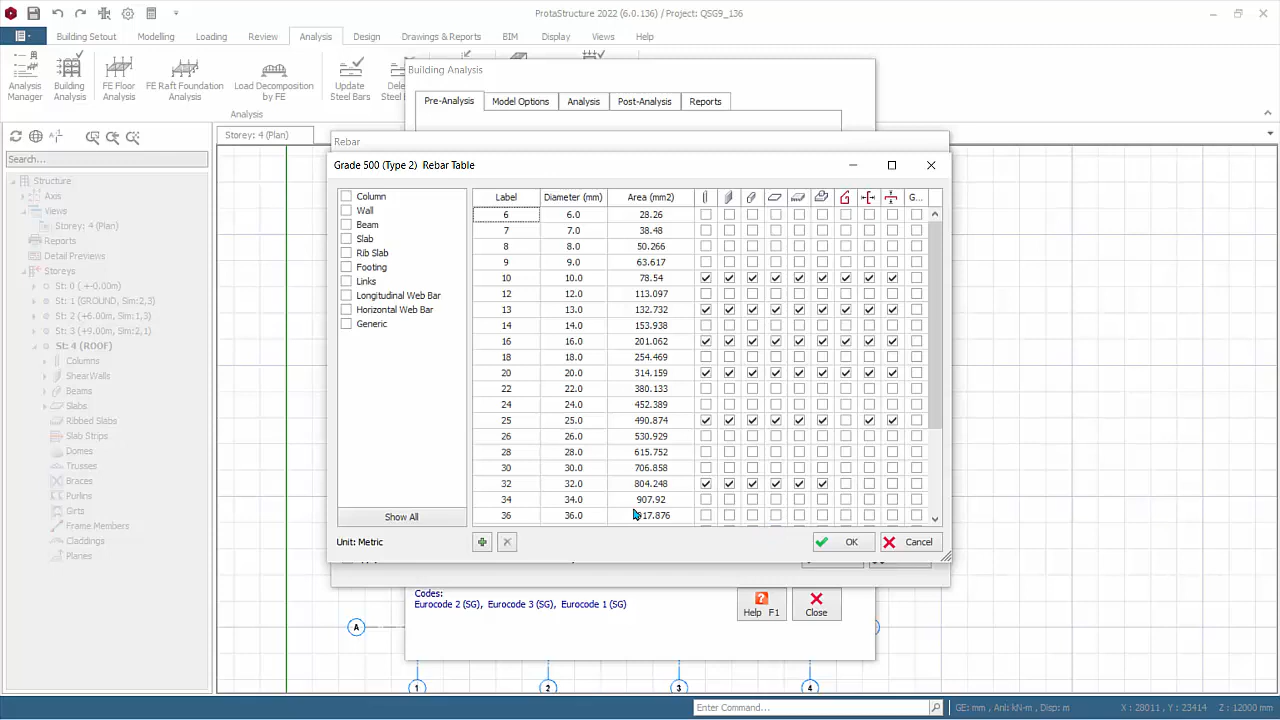 ProtaStructure 2022 (6.0.136) / Project: QSG9_136
Building Setout Modelling Loading Review Analysis Design Drawings & Reports BIM Display Views Help
Analysis Manager
Building Analysis
FE Floor Analysis
FE Raft Foundation Analysis
Load Decomposition by FE
Update Steel Bars
Analysis
Building Analysis
Pre-Analysis Model Options Analysis Post-Analysis Reports
Storey: 4 (Plan)
Search...
Structure
Axis
Views
Storey: 4 (Plan)
Reports
Detail Previews
Storeys
St: 0 ( +-0.00m)
St: 1 (GROUND, Sim:2,3)
St: 2 (+6.00m, Sim:1,3)
St: 3 (+9.00m, Sim:2,1)
St: 4 (ROOF)
Columns
ShearWalls
Beams
Slabs
Ribbed Slabs
Slab Strips
Domes
Trusses
Braces
Purlins
Girts
Frame Members
Claddings
Planes
Rebar
Grade 500 (Type 2) Rebar Table
Column
Wall
Beam
Slab
Rib Slab
Footing
Links
Longitudinal Web Bar
Horizontal Web Bar
Generic
Show All
Label Diameter (mm) Area (mm2) G...
6 6.0 28.26
7 7.0 38.48
8 8.0 50.266
9 9.0 63.617
10 10.0 78.54
12 12.0 113.097
13 13.0 132.732
14 14.0 153.938
16 16.0 201.062
18 18.0 254.469
20 20.0 314.159
22 22.0 380.133
24 24.0 452.389
25 25.0 490.874
26 26.0 530.929
28 28.0 615.752
30 30.0 706.858
32 32.0 804.248
34 34.0 907.92
36 36.0
Unit: Metric
OK Cancel
Codes:
Eurocode 2 (SG), Eurocode 3 (SG), Eurocode 1 (SG)
Help F1
Close
A
1 2 3 4
Enter Command...
GE: mm , Anl: kN-m , Disp: m
X : 28011 , Y : 23414
Z : 12000 mm